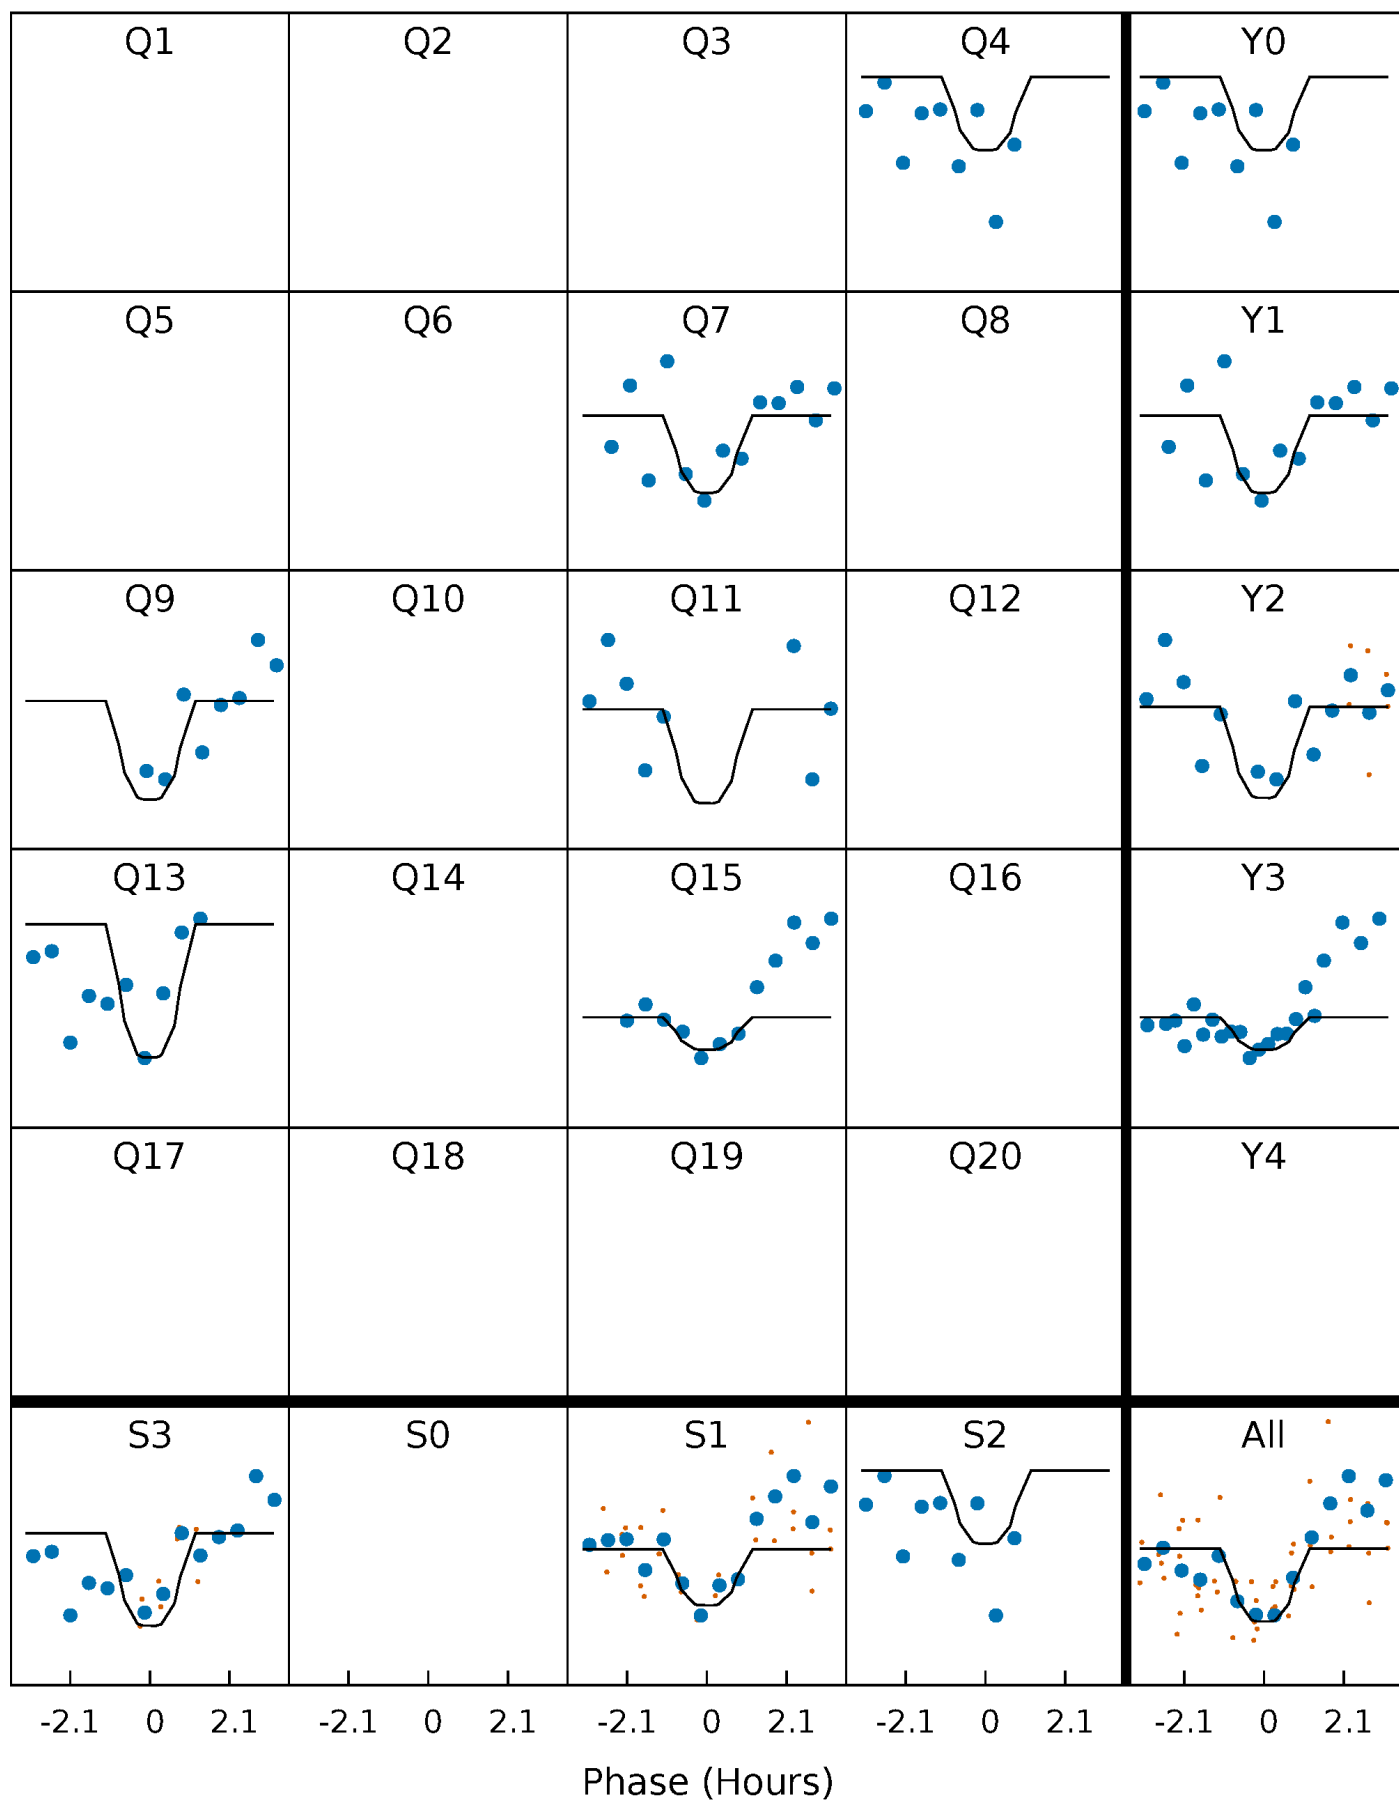 Q1 Q2 Q3 Q4 Y0
Q5 Q6 Q7 Q8 Y1
Q9 Q10 Q11 Q12 Y2
Q13 Q14 Q15 Q16 Y3
Q17 Q18 Q19 Q20 Y4
S3 S0 S1 S2 All
-2.1 0 2.1 -2.1 0 2.1 -2.1 0 2.1 -2.1 0 2.1 -2.1 0 2.1
Phase (Hours)